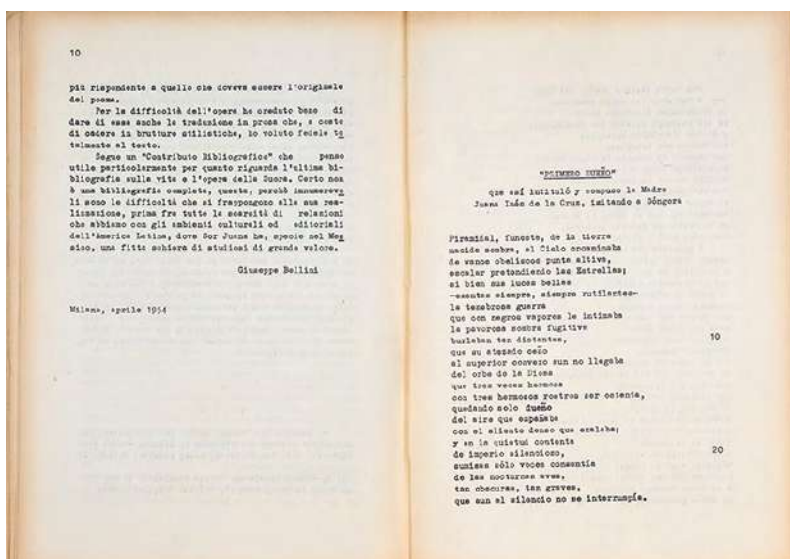 10
più rispondente a quello che doveva essere l'originale
del poema.
Per la difficoltà dell'opera ho creduto bene di
dare di essa anche la traduzione in prosa che, a costo
di cadere in brutture stilistiche, ho voluto fedele to
talmente al testo.
Segue un "Contributo Bibliografico" che penso
utile particolarmente per quanto riguarda l'ultima bi-
bliografia sulla vita e l'opera della Suora. Certo non
è una bibliografia completa, questa, perchè innumerevo
li sono le difficoltà che si frappongono alla sua rea-
lizzazione, prima fra tutte la scarsità di relazioni
che abbiamo con gli ambienti culturali ed editoriali
dell'America Latina, dove Sor Juana ha, specie nel Mes
sico, una fitta schiera di studiosi di grande valore.
Giuseppe Bellini
Milano, aprile 1954
"PRIMERO SUEÑO"
que así intituló y compuso la Madre
Juana Inés de la Cruz, imitando a Góngora
Piramidal, funesta, de la tierra
nacida sombra, al Cielo encaminaba
de vanos obeliscos punta altiva,
escalar pretendiendo las Estrellas;
si bien sus luces bellas
—exentas siempre, siempre rutilantes—
la tenebrosa guerra
que con negros vapores le intimaba
la pavorosa sombra fugitiva
burlaban tan distantes, 10
que su atezado ceño
al superior convexo aun no llegaba
del orbe de la Diosa
que tres veces hermosa
con tres hermosos rostros ser ostenta,
quedando solo dueño
del aire que empañaba
con el aliento denso que exhalaba;
y en la quietud contenta
de imperio silencioso, 20
sumisas sólo voces consentía
de las nocturnas aves,
tan obscuras, tan graves,
que aun el silencio no se interrumpía.